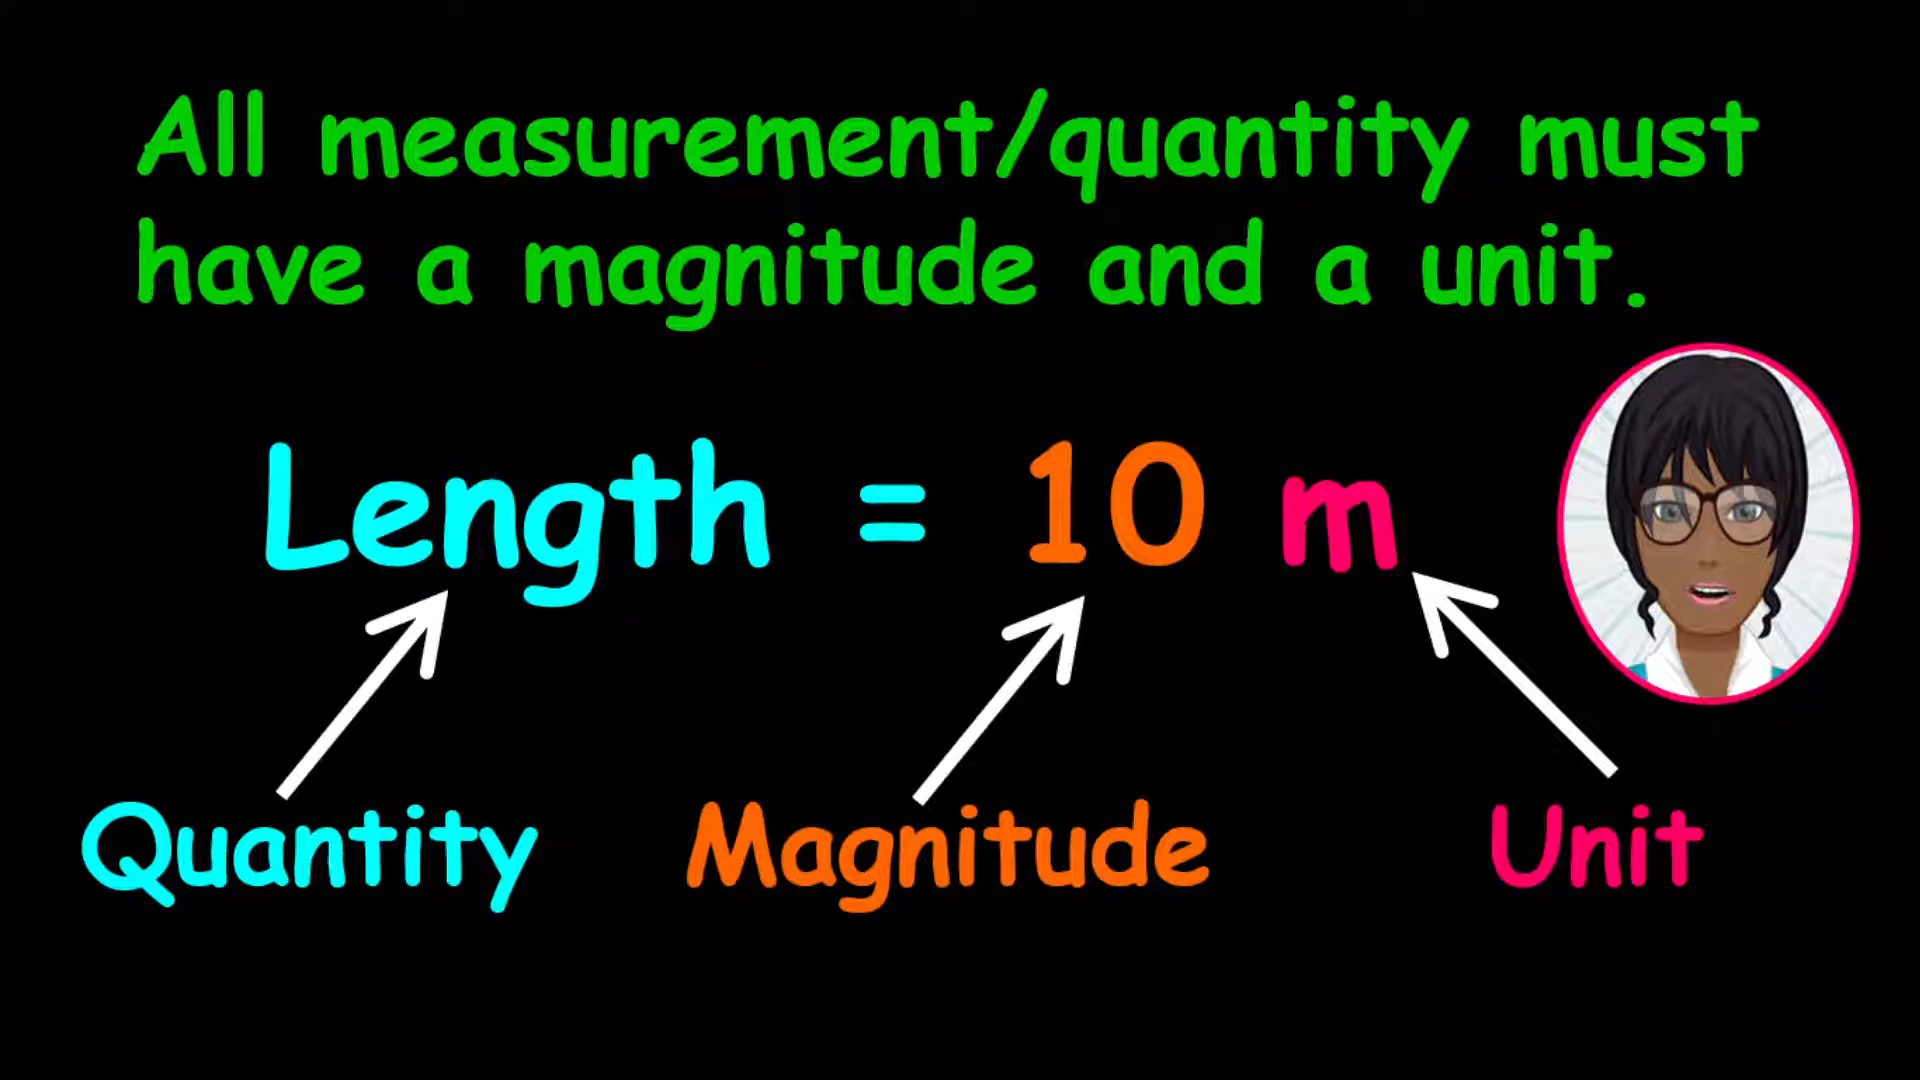 All measurement/quantity must
have a magnitude and a unit.
Length = 10 m
Quantity Magnitude Unit